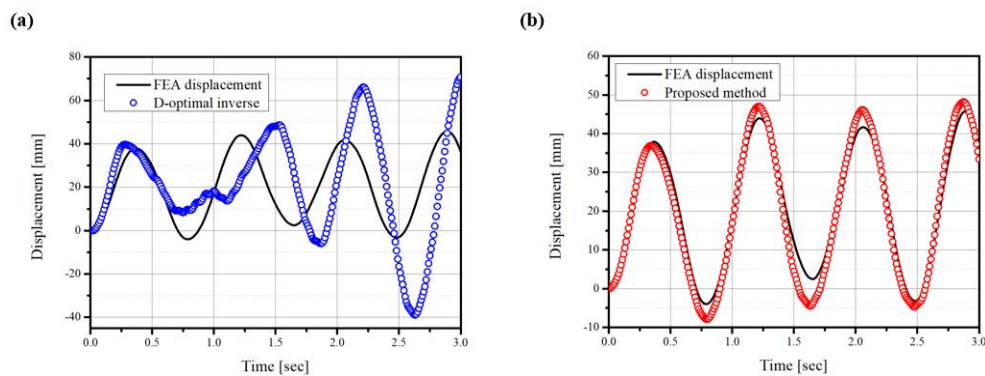 (a)
80
60
40
20
0
-20
-40
0.0
0.5
1.0
1.5
2.0
2.5
3.0
Displacement [mm]
Time [sec]
FEA displacement
D-optimal inverse
(b)
60
50
40
30
20
10
0
-10
0.0
0.5
1.0
1.5
2.0
2.5
3.0
Displacement [mm]
Time [sec]
FEA displacement
Proposed method